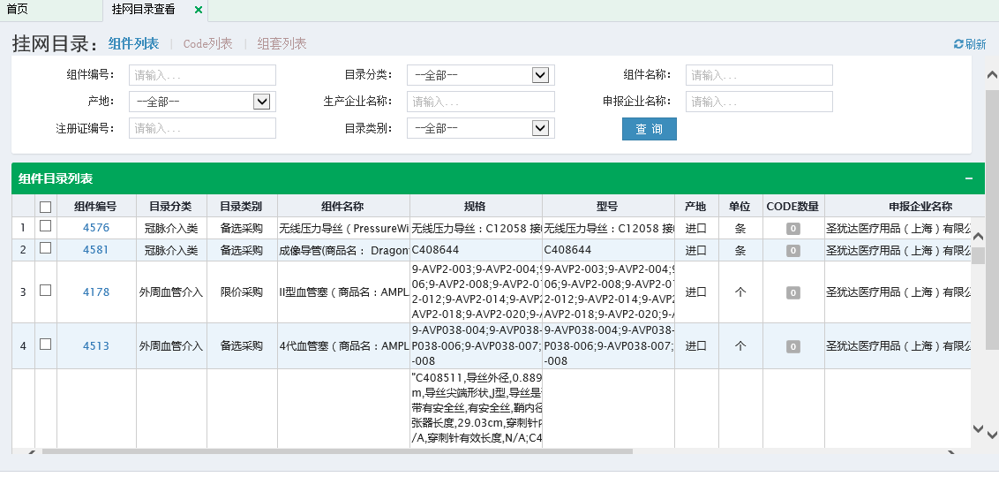 首页 挂网目录查看 ×
挂网目录： 组件列表 | Code列表 | 组套列表 刷新
组件编号： 请输入... 目录分类： --全部-- 组件名称： 请输入...
产地： --全部-- 生产企业名称： 请输入... 申报企业名称： 请输入...
注册证编号： 请输入... 目录类别： --全部-- 查 询
组件目录列表
组件编号 目录分类 目录类别 组件名称 规格 型号 产地 单位 CODE数量 申报企业名称
1 4576 冠脉介入类 备选采购 无线压力导丝（PressureWi 无线压力导丝：C12058 接 无线压力导丝：C12058 接 进口 条 0 圣犹达医疗用品（上海）有限公
2 4581 冠脉介入类 备选采购 成像导管(商品名： Dragon C408644 C408644 进口 条 0 圣犹达医疗用品（上海）有限公
3 4178 外周血管介入 限价采购 II型血管塞（商品名：AMPL 进口 个 0 圣犹达医疗用品（上海）有限公
9-AVP2-003;9-AVP2-004;9 9-AVP2-003;9-AVP2-004;9
06;9-AVP2-008;9-AVP2-01 06;9-AVP2-008;9-AVP2-01
2-012;9-AVP2-014;9-AVP2 2-012;9-AVP2-014;9-AVP2
AVP2-018;9-AVP2-020;9-A AVP2-018;9-AVP2-020;9-A
4 4513 外周血管介入 备选采购 4代血管塞（商品名：AMPL 进口 个 0 圣犹达医疗用品（上海）有限公
9-AVP038-004;9-AVP038- 9-AVP038-004;9-AVP038-
P038-006;9-AVP038-007; P038-006;9-AVP038-007;
-008 -008
"C408511,导丝外径,0.889
m,导丝尖端形状,J型,导丝是
带有安全丝,有安全丝,鞘内径
张器长度,29.03cm,穿刺针内
/A,穿刺针有效长度,N/A;C4